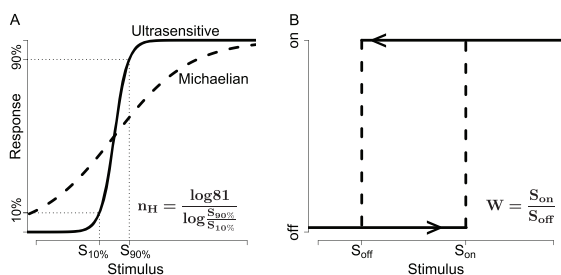 A
Ultrasensitive
90%
Michaelian
Response
10%
n_H = log81 / log S_90% / S_10%
S_10%
S_90%
Stimulus
B
on
off
W = S_on / S_off
S_off
S_on
Stimulus